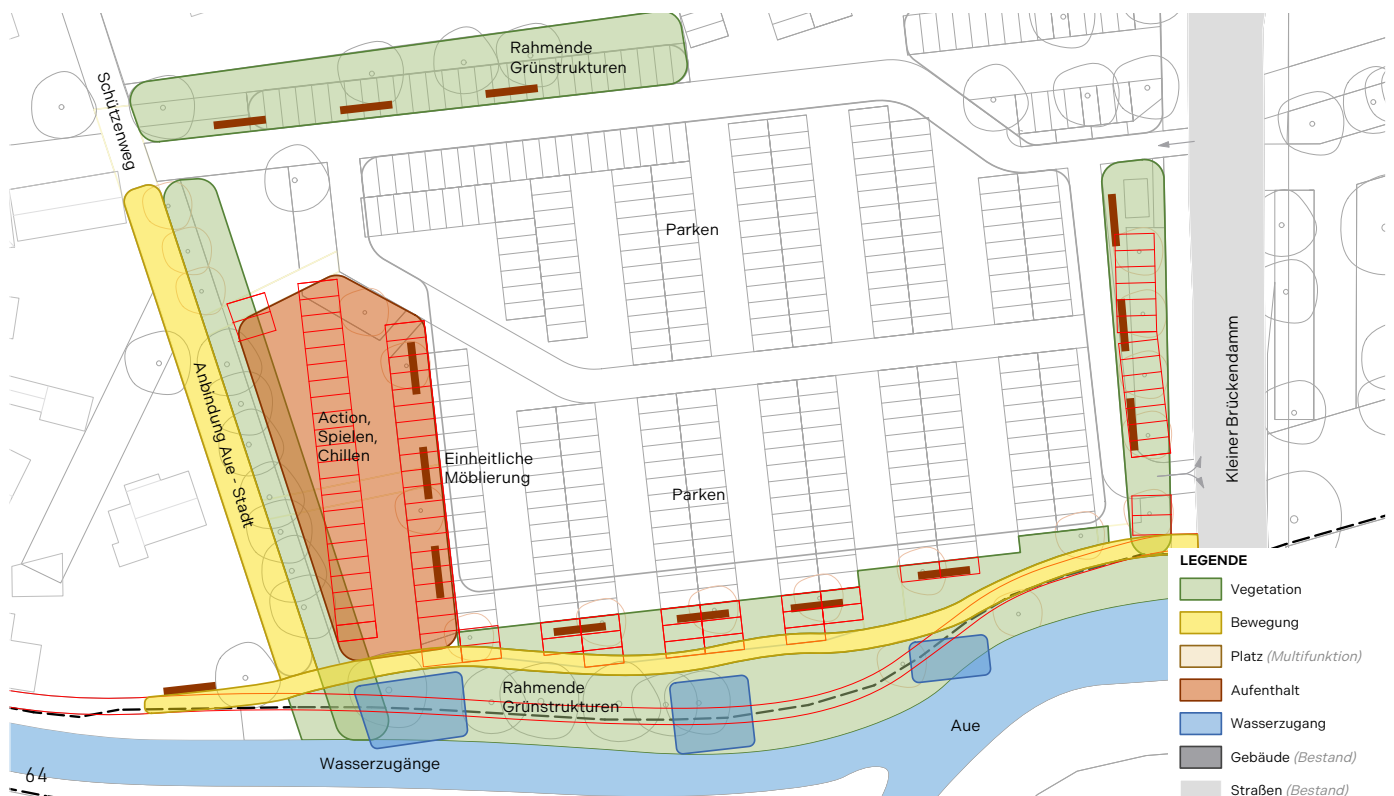 Rahmende
Grünstrukturen
Schützenweg
Parken
Anbindung Aue - Stadt
Action,
Spielen,
Chillen
Einheitliche
Möblierung
Parken
Kleiner Brückendamm
Rahmende
Grünstrukturen
Aue
Wasserzugänge
64
LEGENDE
Vegetation
Bewegung
Platz (Multifunktion)
Aufenthalt
Wasserzugang
Gebäude (Bestand)
Straßen (Bestand)